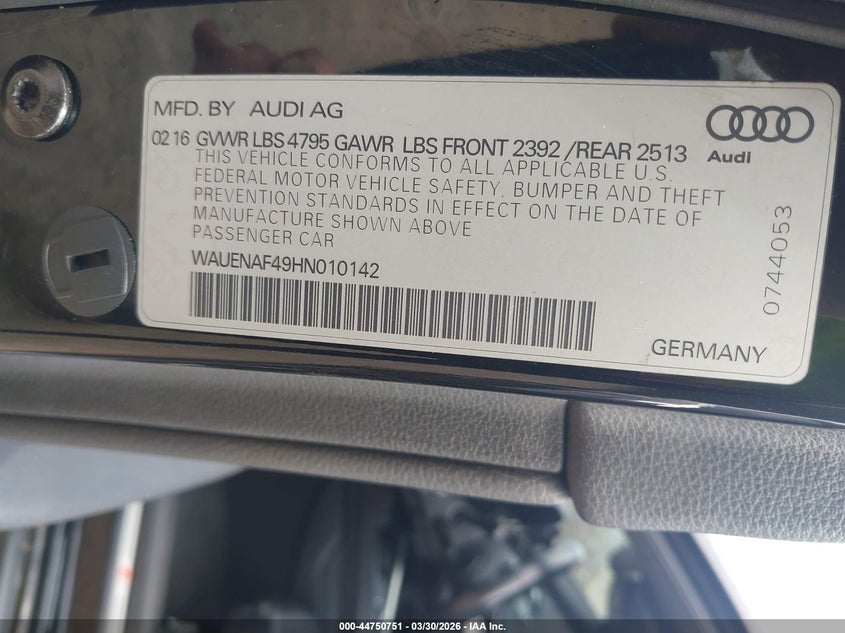 MFD. BY AUDI AG
02 16 GVWR LBS 4795 GAWR LBS FRONT 2392 /REAR 2513
THIS VEHICLE CONFORMS TO ALL APPLICABLE U.S.
FEDERAL MOTOR VEHICLE SAFETY, BUMPER AND THEFT
PREVENTION STANDARDS IN EFFECT ON THE DATE OF
MANUFACTURE SHOWN ABOVE
PASSENGER CAR
WAUENAF49HN010142
Audi
0744053
GERMANY
000-44750751 - 03/30/2026 - IAA Inc.